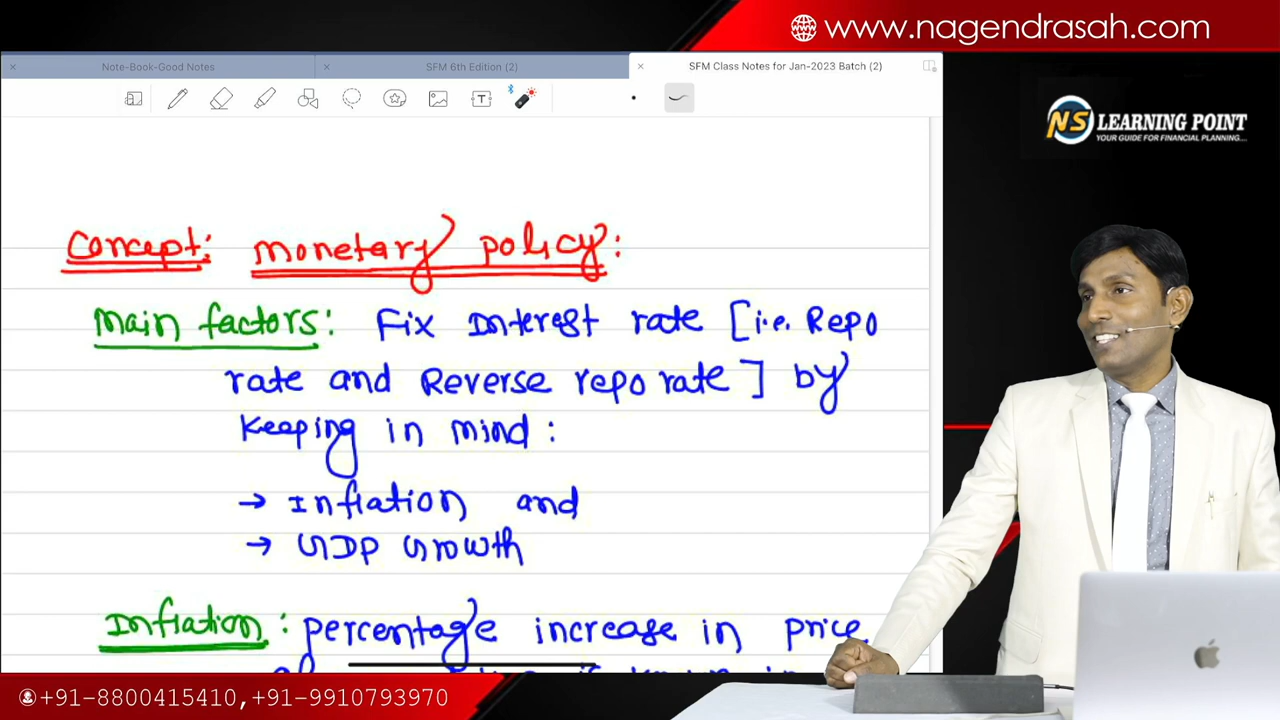 www.nagendrasah.com
Note-Book-Good Notes
SFM 6th Edition (2)
SFM Class Notes for Jan-2023 Batch (2)
T
NS LEARNING POINT
YOUR GUIDE FOR FINANCIAL PLANNING....
Concept: Monetary policy:
Main factors: Fix Interest rate [i.e. Repo
rate and Reverse repo rate] by
Keeping in mind:
→ Inflation and
→ GDP Growth
Inflation: percentage increase in price
+91-8800415410,+91-9910793970